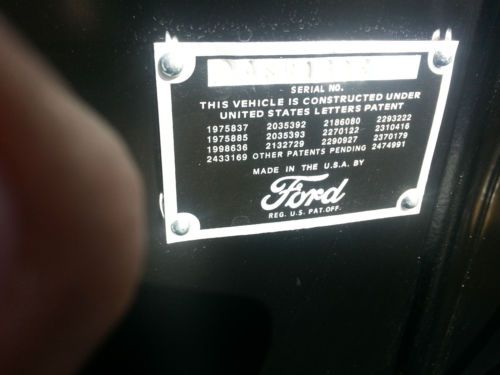 SERIAL NO.
THIS VEHICLE IS CONSTRUCTED UNDER
UNITED STATES LETTERS PATENT
1975837 2035392 2186080 2293222
1975885 2035393 2270122 2310416
1998636 2132729 2290927 2370179
2433169 OTHER PATENTS PENDING 2474991
MADE IN THE U.S.A. BY
Ford
REG. U.S. PAT. OFF.